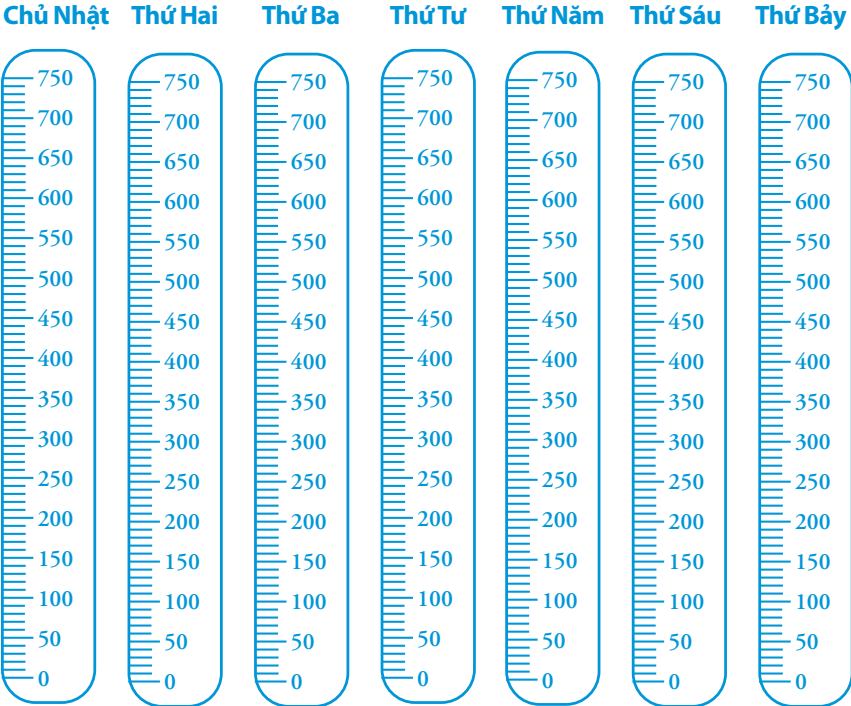 Chủ Nhật Thứ Hai Thứ Ba Thứ Tư Thứ Năm Thứ Sáu Thứ Bảy
750 750 750 750 750 750 750
700 700 700 700 700 700 700
650 650 650 650 650 650 650
600 600 600 600 600 600 600
550 550 550 550 550 550 550
500 500 500 500 500 500 500
450 450 450 450 450 450 450
400 400 400 400 400 400 400
350 350 350 350 350 350 350
300 300 300 300 300 300 300
250 250 250 250 250 250 250
200 200 200 200 200 200 200
150 150 150 150 150 150 150
100 100 100 100 100 100 100
50 50 50 50 50 50 50
0 0 0 0 0 0 0